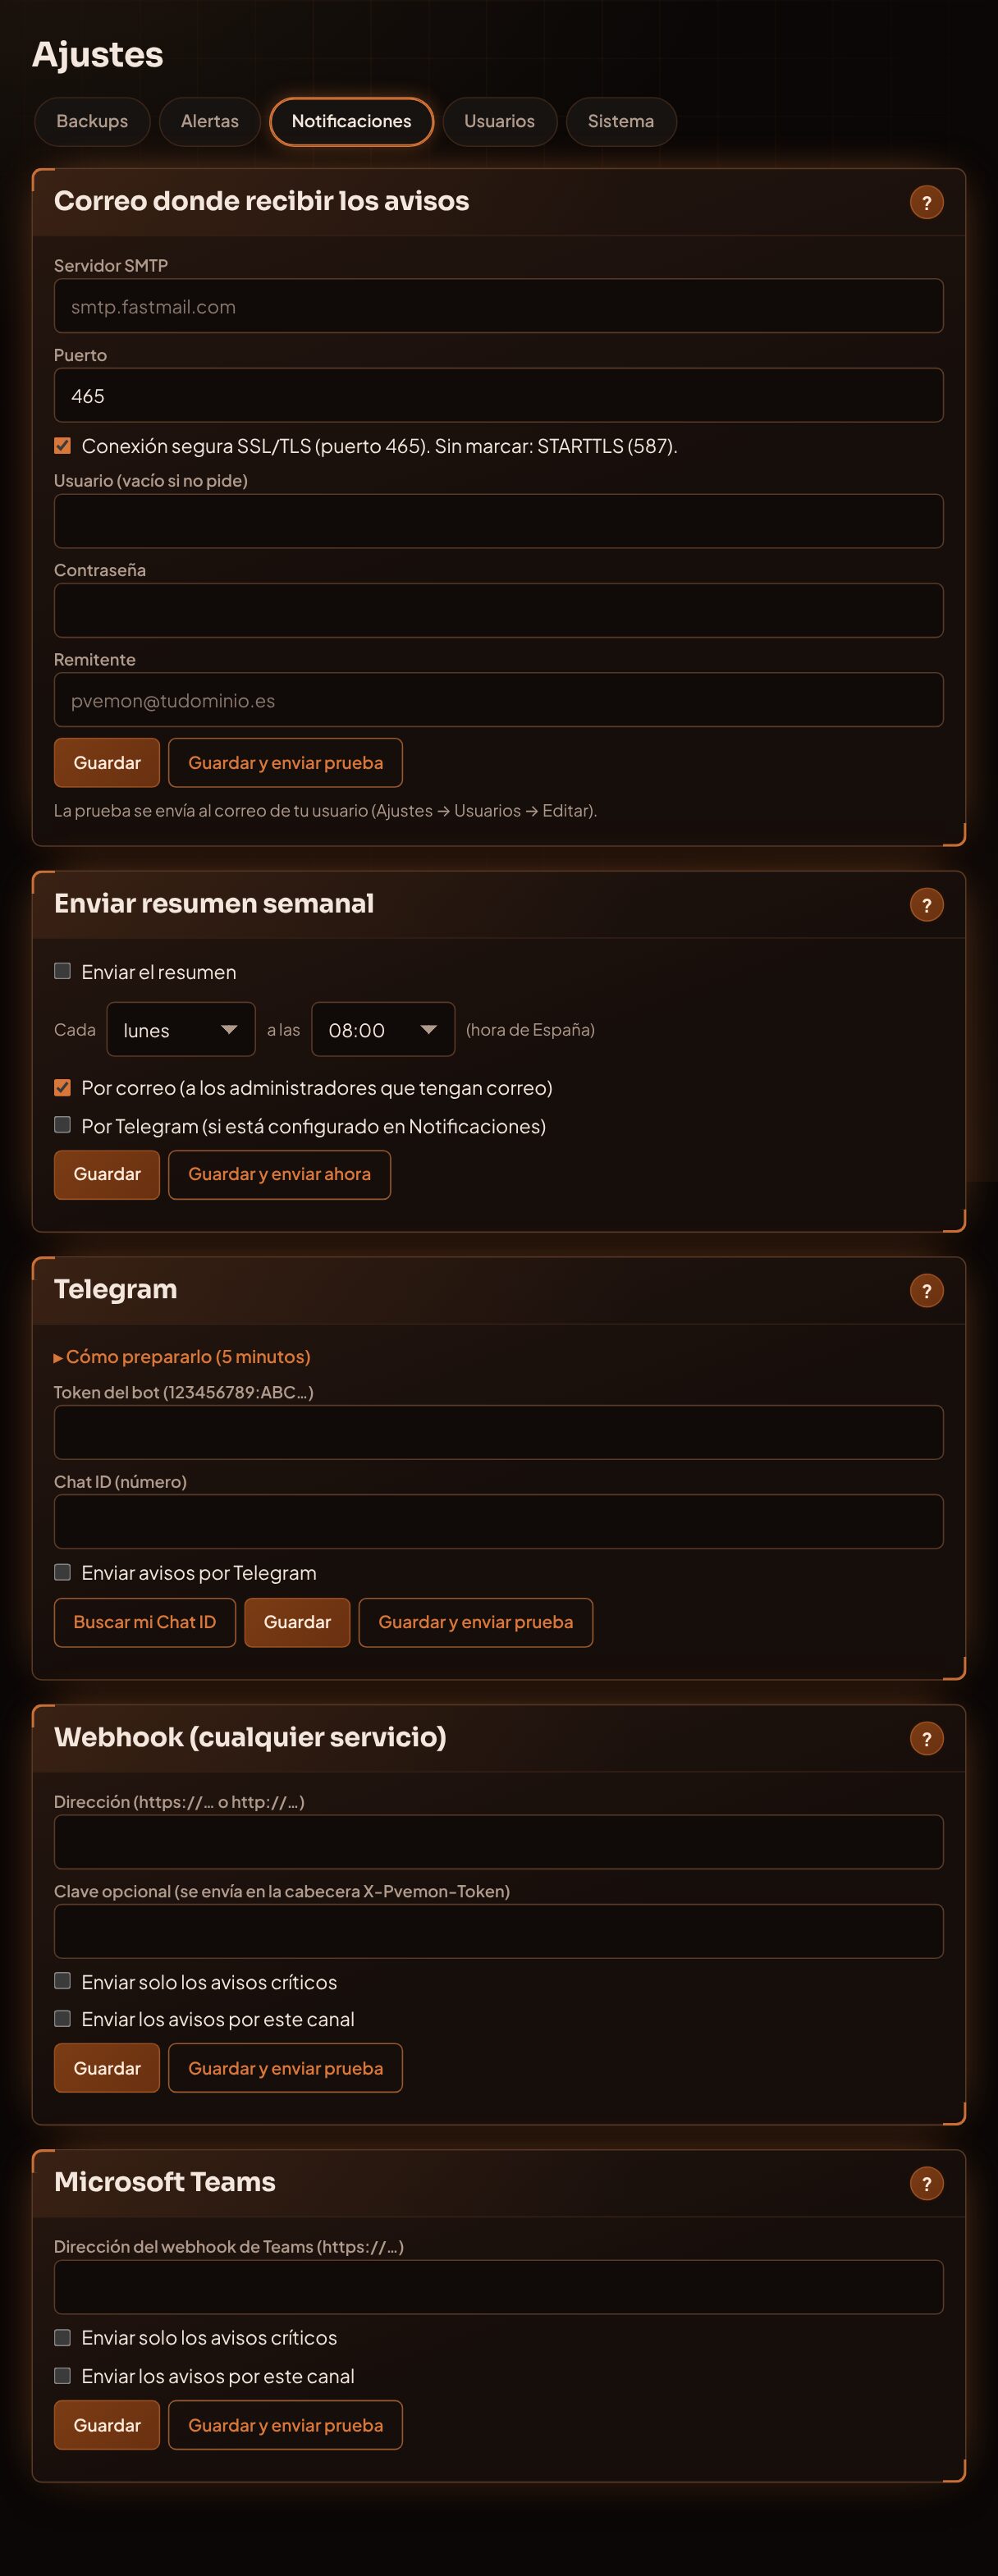 Ajustes
Backups Alertas Notificaciones Usuarios Sistema
Correo donde recibir los avisos ?
Servidor SMTP
smtp.fastmail.com
Puerto
465
Conexión segura SSL/TLS (puerto 465). Sin marcar: STARTTLS (587).
Usuario (vacío si no pide)
Contraseña
Remitente
pvemon@tudominio.es
Guardar Guardar y enviar prueba
La prueba se envía al correo de tu usuario (Ajustes → Usuarios → Editar).
Enviar resumen semanal ?
Enviar el resumen
Cada lunes a las 08:00 (hora de España)
Por correo (a los administradores que tengan correo)
Por Telegram (si está configurado en Notificaciones)
Guardar Guardar y enviar ahora
Telegram ?
▸ Cómo prepararlo (5 minutos)
Token del bot (123456789:ABC…)
Chat ID (número)
Enviar avisos por Telegram
Buscar mi Chat ID Guardar Guardar y enviar prueba
Webhook (cualquier servicio) ?
Dirección (https://… o http://…)
Clave opcional (se envía en la cabecera X-Pvemon-Token)
Enviar solo los avisos críticos
Enviar los avisos por este canal
Guardar Guardar y enviar prueba
Microsoft Teams ?
Dirección del webhook de Teams (https://…)
Enviar solo los avisos críticos
Enviar los avisos por este canal
Guardar Guardar y enviar prueba